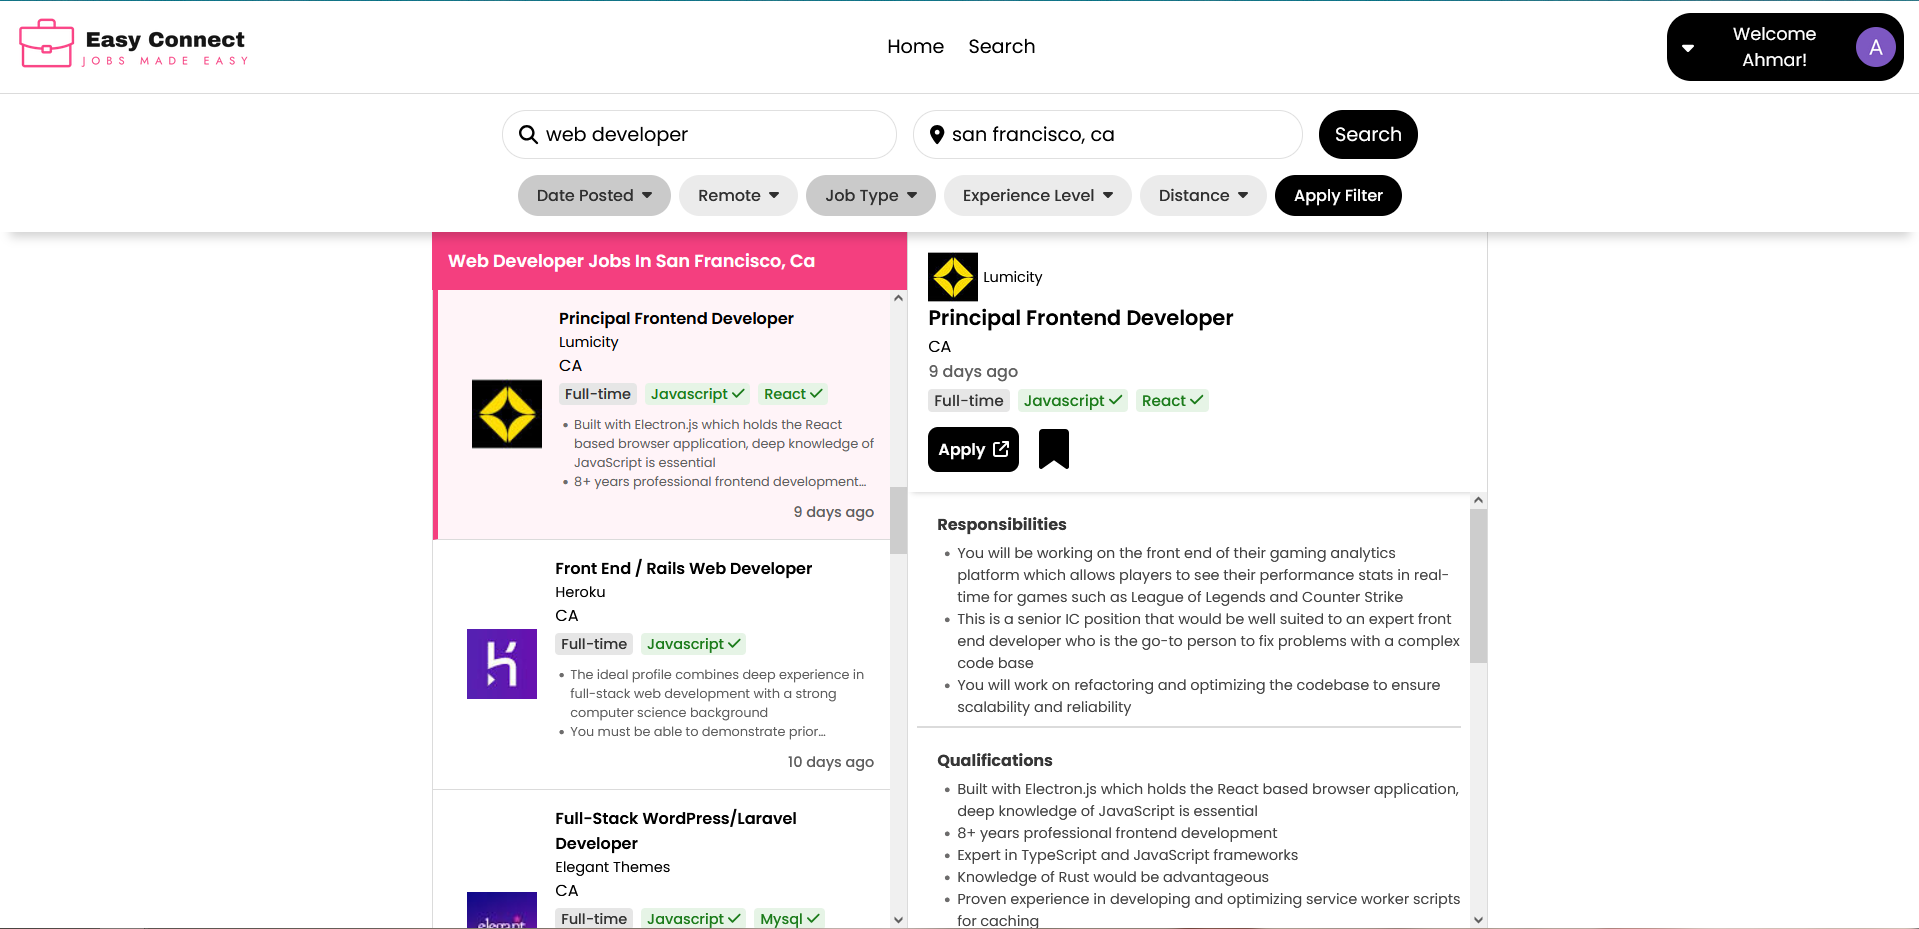 Easy Connect
JOBS MADE EASY
Home
Search
Welcome
Ahmar!
A
web developer
san francisco, ca
Search
Date Posted
Remote
Job Type
Experience Level
Distance
Apply Filter
Web Developer Jobs In San Francisco, Ca
Principal Frontend Developer
Lumicity
CA
Full-time
Javascript
React
Built with Electron.js which holds the React
based browser application, deep knowledge of
JavaScript is essential
8+ years professional frontend development...
9 days ago
Front End / Rails Web Developer
Heroku
CA
Full-time
Javascript
The ideal profile combines deep experience in
full-stack web development with a strong
computer science background
You must be able to demonstrate prior...
10 days ago
Full-Stack WordPress/Laravel
Developer
Elegant Themes
CA
elegant
Full-time
Javascript
Mysql
Lumicity
Principal Frontend Developer
CA
9 days ago
Full-time
Javascript
React
Apply
Responsibilities
You will be working on the front end of their gaming analytics
platform which allows players to see their performance stats in real-
time for games such as League of Legends and Counter Strike
This is a senior IC position that would be well suited to an expert front
end developer who is the go-to person to fix problems with a complex
code base
You will work on refactoring and optimizing the codebase to ensure
scalability and reliability
Qualifications
Built with Electron.js which holds the React based browser application,
deep knowledge of JavaScript is essential
8+ years professional frontend development
Expert in TypeScript and JavaScript frameworks
Knowledge of Rust would be advantageous
Proven experience in developing and optimizing service worker scripts
for caching